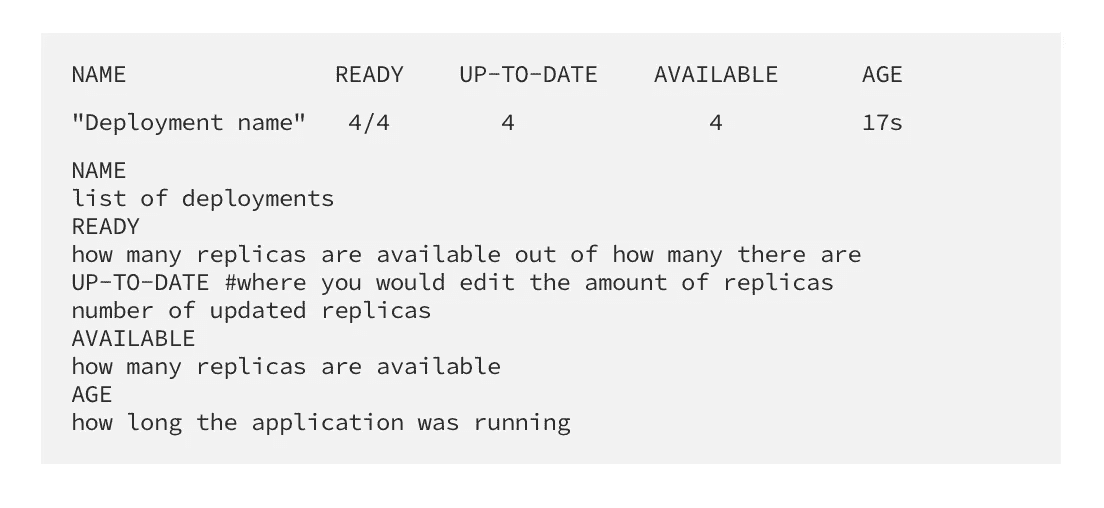 NAME READY UP-TO-DATE AVAILABLE AGE
"Deployment name" 4/4 4 4 17s
NAME
list of deployments
READY
how many replicas are available out of how many there are
UP-TO-DATE #where you would edit the amount of replicas
number of updated replicas
AVAILABLE
how many replicas are available
AGE
how long the application was running